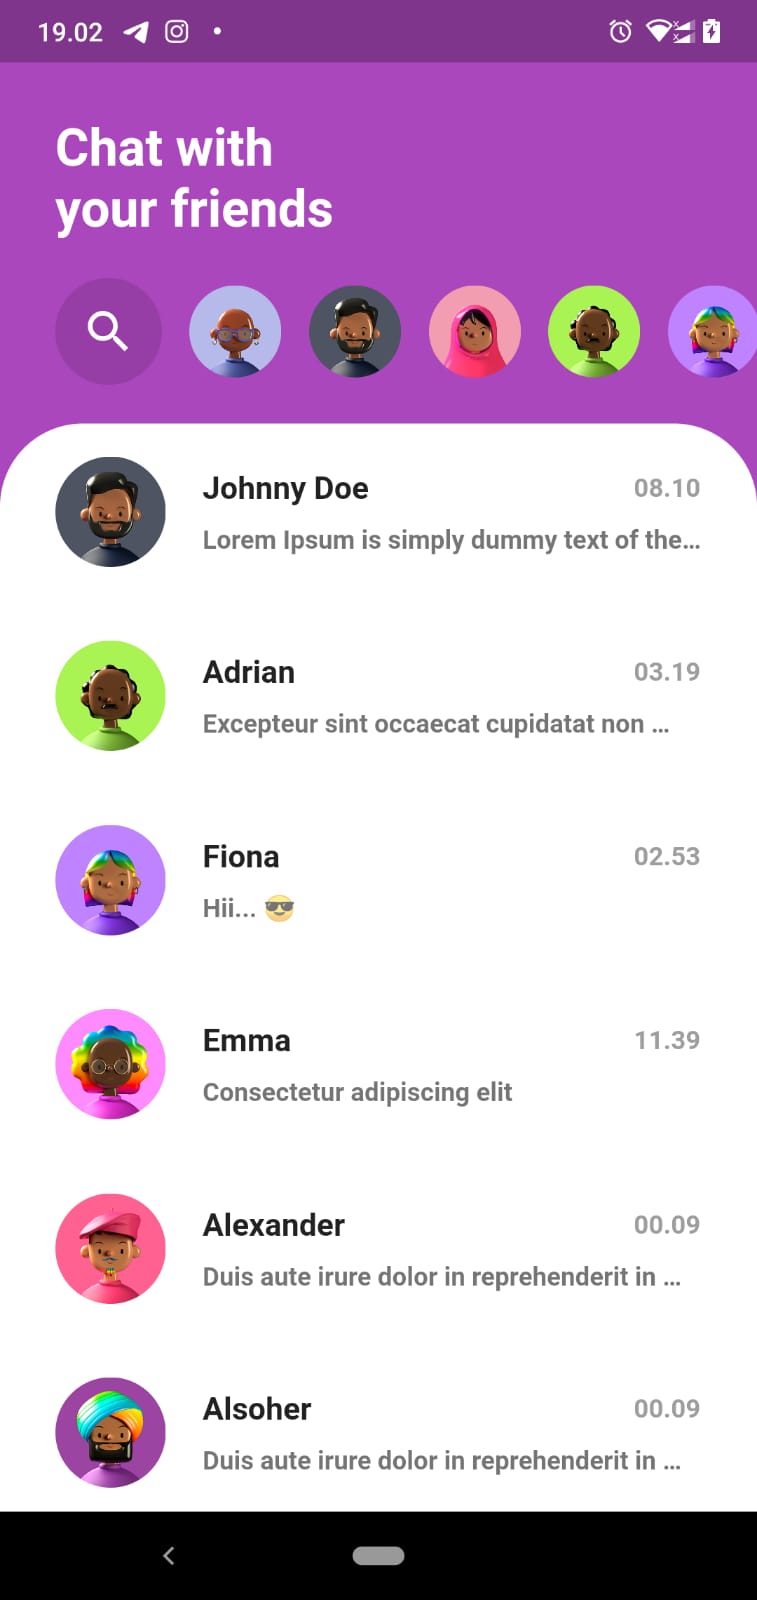 19.02
Chat with
your friends
Johnny Doe 08.10
Lorem Ipsum is simply dummy text of the...
Adrian 03.19
Excepteur sint occaecat cupidatat non ...
Fiona 02.53
Hii... 😎
Emma 11.39
Consectetur adipiscing elit
Alexander 00.09
Duis aute irure dolor in reprehenderit in ...
Alsoher 00.09
Duis aute irure dolor in reprehenderit in ...